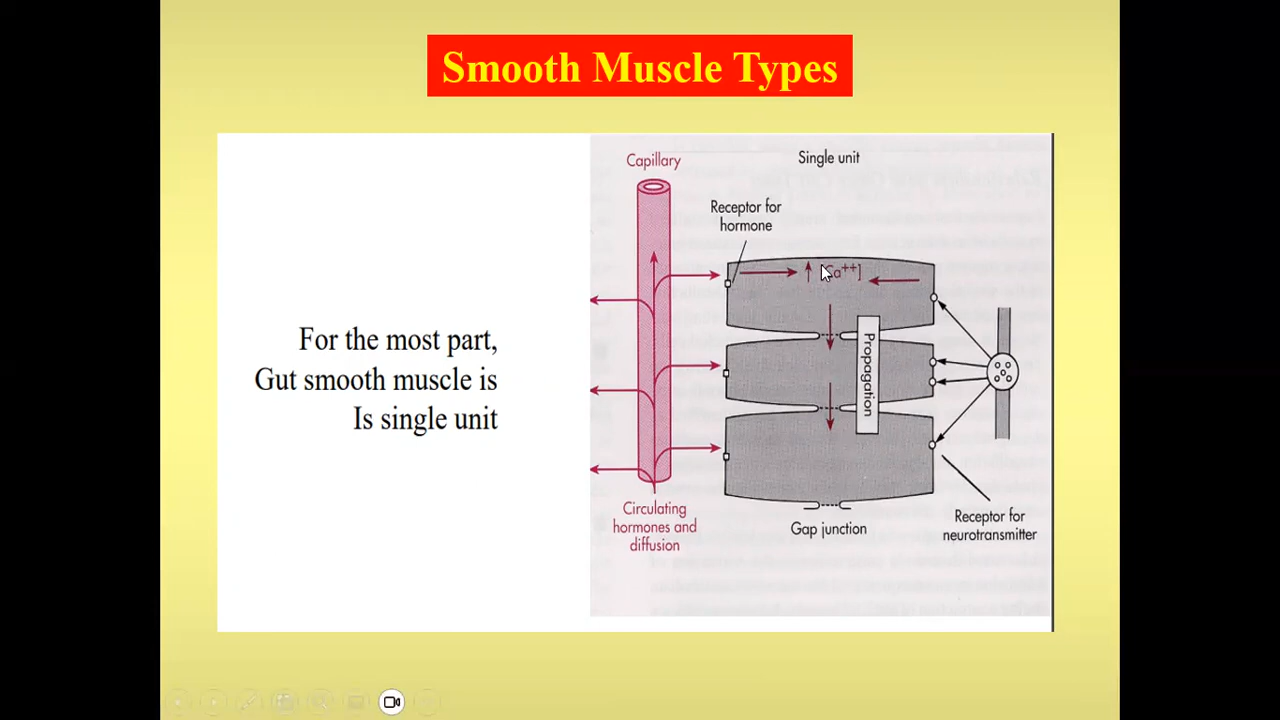 Smooth Muscle Types
For the most part,
Gut smooth muscle is
Is single unit
Capillary
Single unit
Receptor for
hormone
Propagation
Circulating
hormones and
diffusion
Gap junction
Receptor for
neurotransmitter